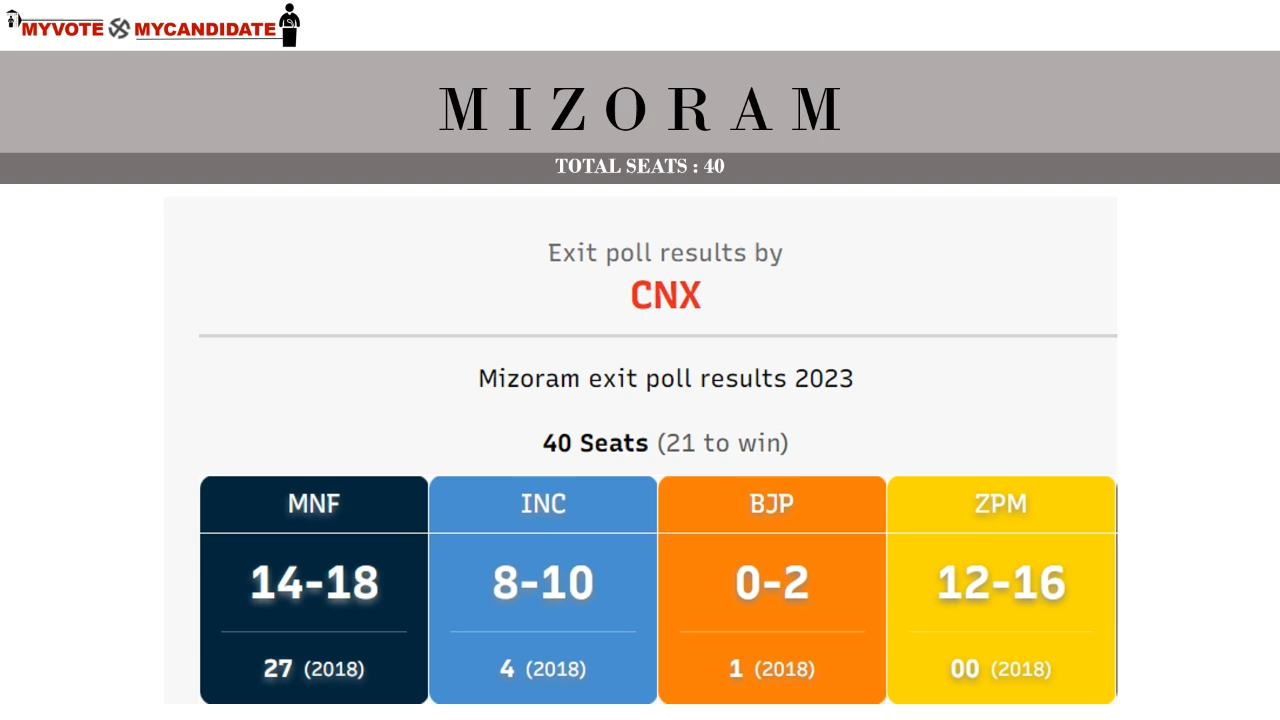 MYVOTE MYCANDIDATE
MIZORAM
TOTAL SEATS : 40
Exit poll results by
CNX
Mizoram exit poll results 2023
40 Seats (21 to win)
MNF INC BJP ZPM
14-18 8-10 0-2 12-16
27 (2018) 4 (2018) 1 (2018) 00 (2018)